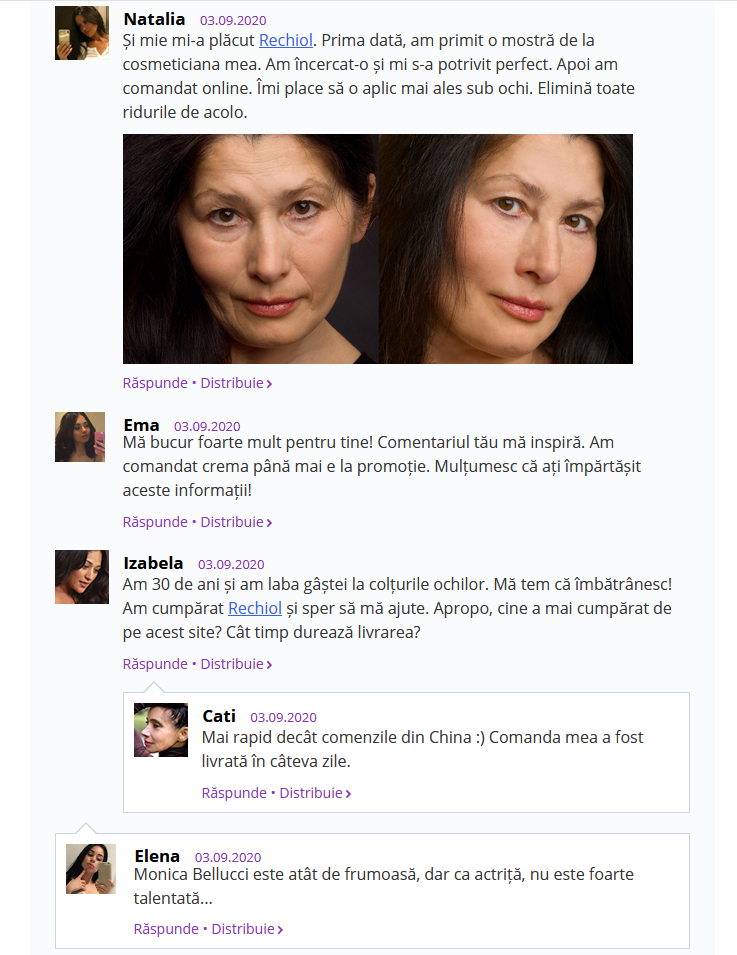 Natalia 03.09.2020
Și mie mi-a plăcut Rechiol. Prima dată, am primit o mostră de la
cosmeticiana mea. Am încercat-o și mi s-a potrivit perfect. Apoi am
comandat online. Îmi place să o aplic mai ales sub ochi. Elimină toate
ridurile de acolo.
Răspunde • Distribuie
Ema 03.09.2020
Mă bucur foarte mult pentru tine! Comentariul tău mă inspiră. Am
comandat crema până mai e la promoție. Mulțumesc că ați împărtășit
aceste informații!
Răspunde • Distribuie
Izabela 03.09.2020
Am 30 de ani și am laba gâștei la colțurile ochilor. Mă tem că îmbătrânesc!
Am cumpărat Rechiol și sper să mă ajute. Apropo, cine a mai cumpărat de
pe acest site? Cât timp durează livrarea?
Răspunde • Distribuie
Cati 03.09.2020
Mai rapid decât comenzile din China :) Comanda mea a fost
livrată în câteva zile.
Răspunde • Distribuie
Elena 03.09.2020
Monica Bellucci este atât de frumoasă, dar ca actriță, nu este foarte
talentată...
Răspunde • Distribuie